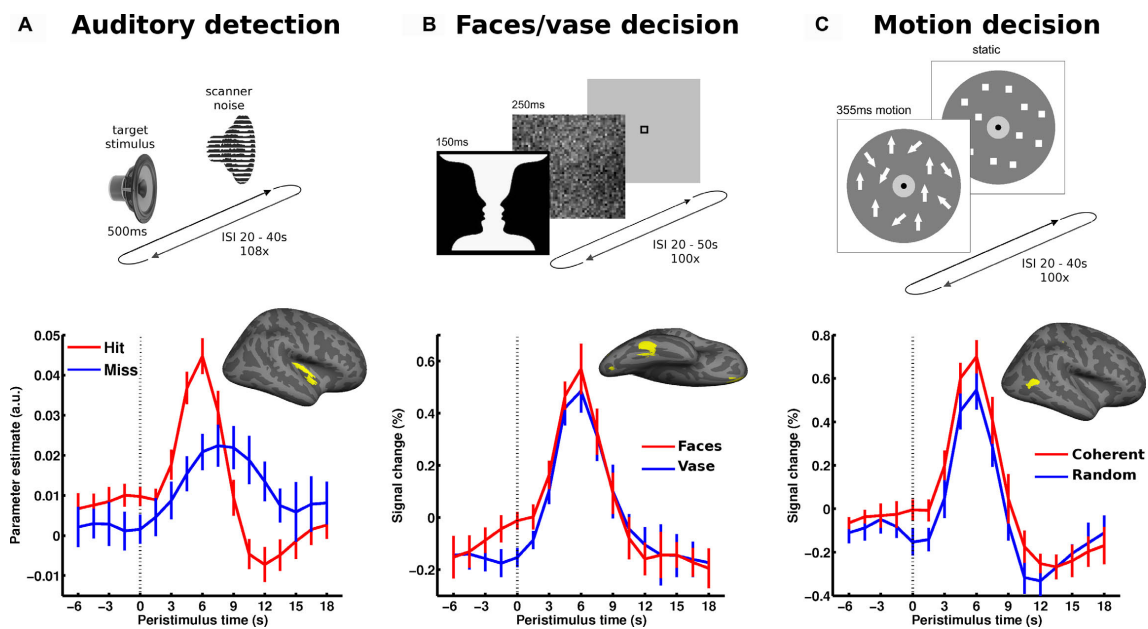 A Auditory detection
scanner
noise
target
stimulus
500ms
ISI 20 - 40s
108x
0.05
0.04
0.03
0.02
0.01
0
−0.01
Parameter estimate (a.u.)
Hit
Miss
−6 −3 0 3 6 9 12 15 18
Peristimulus time (s)
B Faces/vase decision
250ms
150ms
ISI 20 - 50s
100x
0.6
0.4
0.2
0
−0.2
Signal change (%)
Faces
Vase
−6 −3 0 3 6 9 12 15 18
Peristimulus time (s)
C Motion decision
static
355ms motion
ISI 20 - 40s
100x
0.8
0.6
0.4
0.2
0
−0.2
−0.4
Signal change (%)
Coherent
Random
−6 −3 0 3 6 9 12 15 18
Peristimulus time (s)